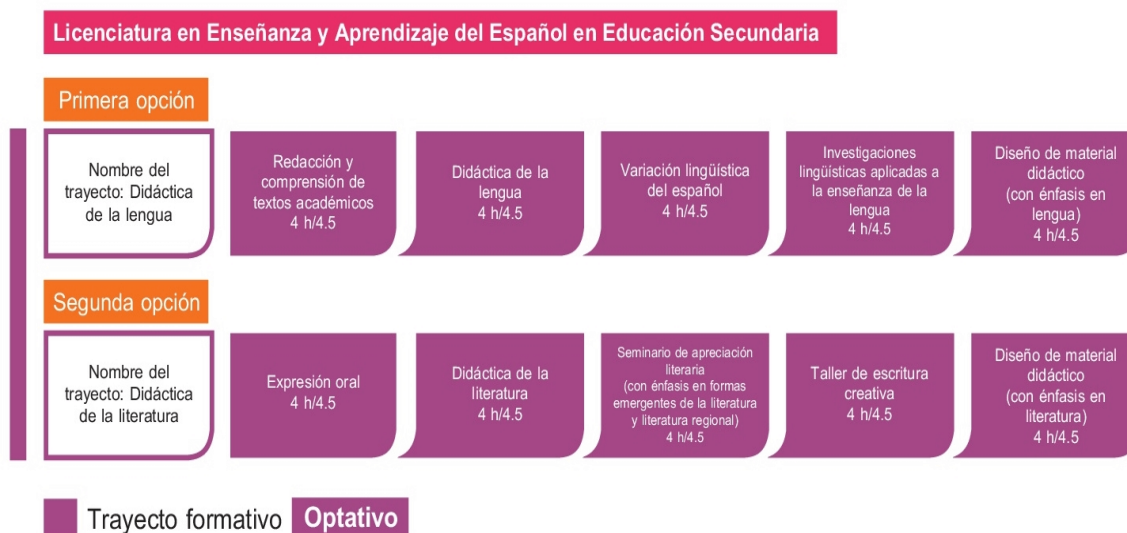 Licenciatura en Enseñanza y Aprendizaje del Español en Educación Secundaria
Primera opción
Nombre del
trayecto: Didáctica
de la lengua
Redacción y
comprensión de
textos académicos
4 h/4.5
Didáctica de la
lengua
4 h/4.5
Variación lingüística
del español
4 h/4.5
Investigaciones
lingüísticas aplicadas a
la enseñanza de la
lengua
4 h/4.5
Diseño de material
didáctico
(con énfasis en
lengua)
4 h/4.5
Segunda opción
Nombre del
trayecto: Didáctica
de la literatura
Expresión oral
4 h/4.5
Didáctica de la
literatura
4 h/4.5
Seminario de apreciación
literaria
(con énfasis en formas
emergentes de la literatura
y literatura regional)
4 h/4.5
Taller de escritura
creativa
4 h/4.5
Diseño de material
didáctico
(con énfasis en
literatura)
4 h/4.5
Trayecto formativo Optativo